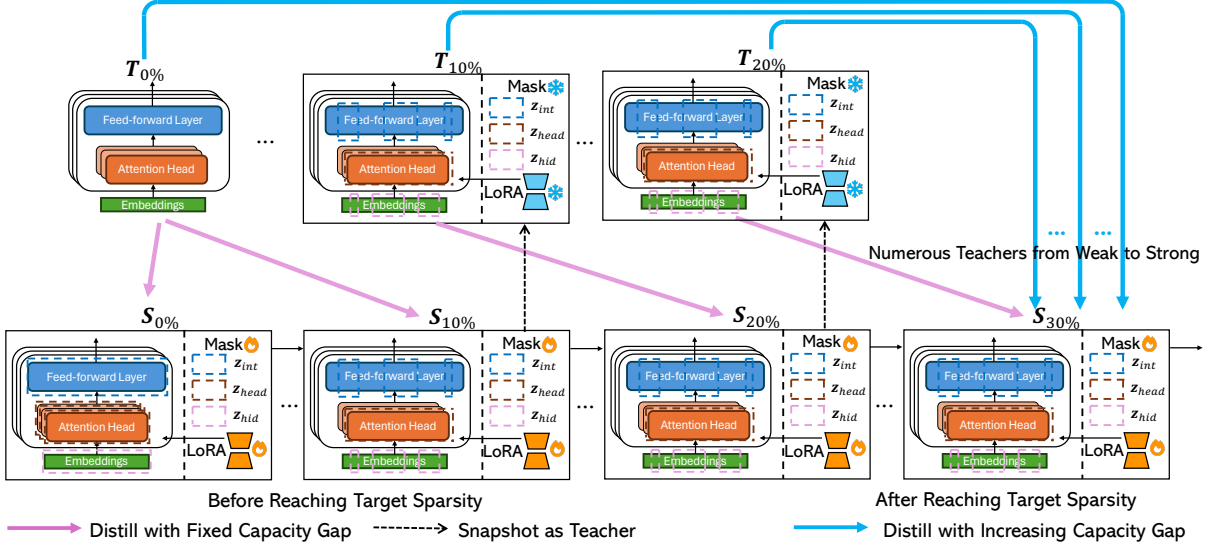 T0%
Feed-forward Layer
Attention Head
Embeddings
...
T10%
Feed-forward Layer
Attention Head
Embeddings
Mask
z_int
z_head
z_hid
LoRA
...
T20%
Feed-forward Layer
Attention Head
Embeddings
Mask
z_int
z_head
z_hid
LoRA
... ...
...
Numerous Teachers from Weak to Strong
S0%
Feed-forward Layer
Attention Head
Embeddings
Mask
z_int
z_head
z_hid
LoRA
...
S10%
Feed-forward Layer
Attention Head
Embeddings
Mask
z_int
z_head
z_hid
LoRA
...
S20%
Feed-forward Layer
Attention Head
Embeddings
Mask
z_int
z_head
z_hid
LoRA
...
S30%
Feed-forward Layer
Attention Head
Embeddings
Mask
z_int
z_head
z_hid
LoRA
Before Reaching Target Sparsity
After Reaching Target Sparsity
Distill with Fixed Capacity Gap
Snapshot as Teacher
Distill with Increasing Capacity Gap